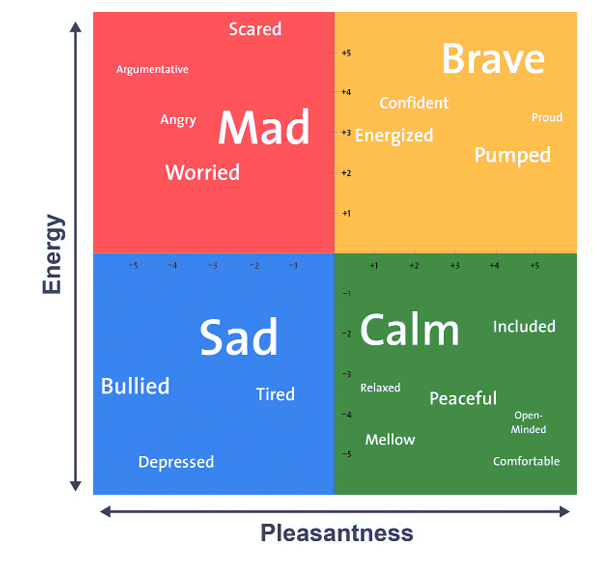 Scared
Brave
+5
Argumentative
+4
Confident
Angry
Mad
+3
Energized
Proud
Worried
+2
Pumped
+1
Energy
−5 −4 −3 −2 −1
+1 +2 +3 +4 +5
−1
Sad
Calm
−2
Included
Bullied
Tired
−3
Relaxed
Peaceful
−4
Open-
Minded
Mellow
Depressed
−5
Comfortable
Pleasantness